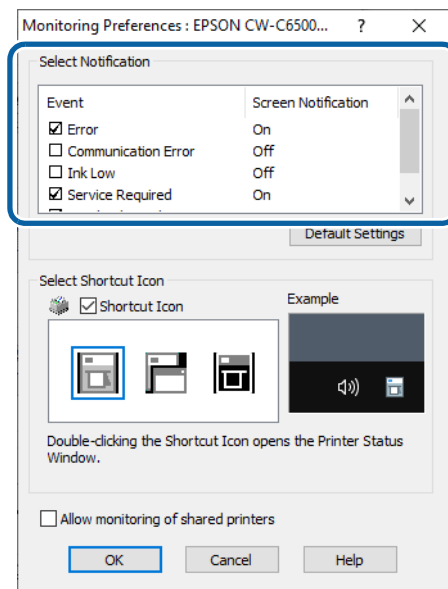 Monitoring Preferences : EPSON CW-C6500... ?
Select Notification
Event Screen Notification
Error On
Communication Error Off
Ink Low Off
Service Required On
Default Settings
Select Shortcut Icon
Shortcut Icon
Example
Double-clicking the Shortcut Icon opens the Printer Status
Window.
Allow monitoring of shared printers
OK Cancel Help